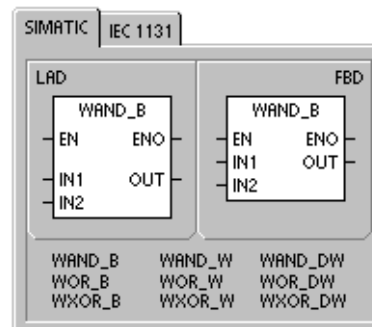 SIMATIC IEC 1131
LAD FBD
WAND_B WAND_B
EN ENO EN ENO
IN1 OUT IN1 OUT
IN2 IN2
WAND_B WAND_W WAND_DW
WOR_B WOR_W WOR_DW
WXOR_B WXOR_W WXOR_DW